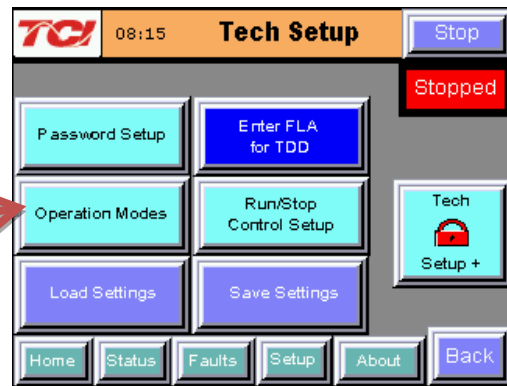 TCI 08:15 Tech Setup Stop
Stopped
Password Setup
Enter FLA
for TDD
Operation Modes
Run/Stop
Control Setup
Tech
Setup +
Load Settings
Save Settings
Home Status Faults Setup About Back